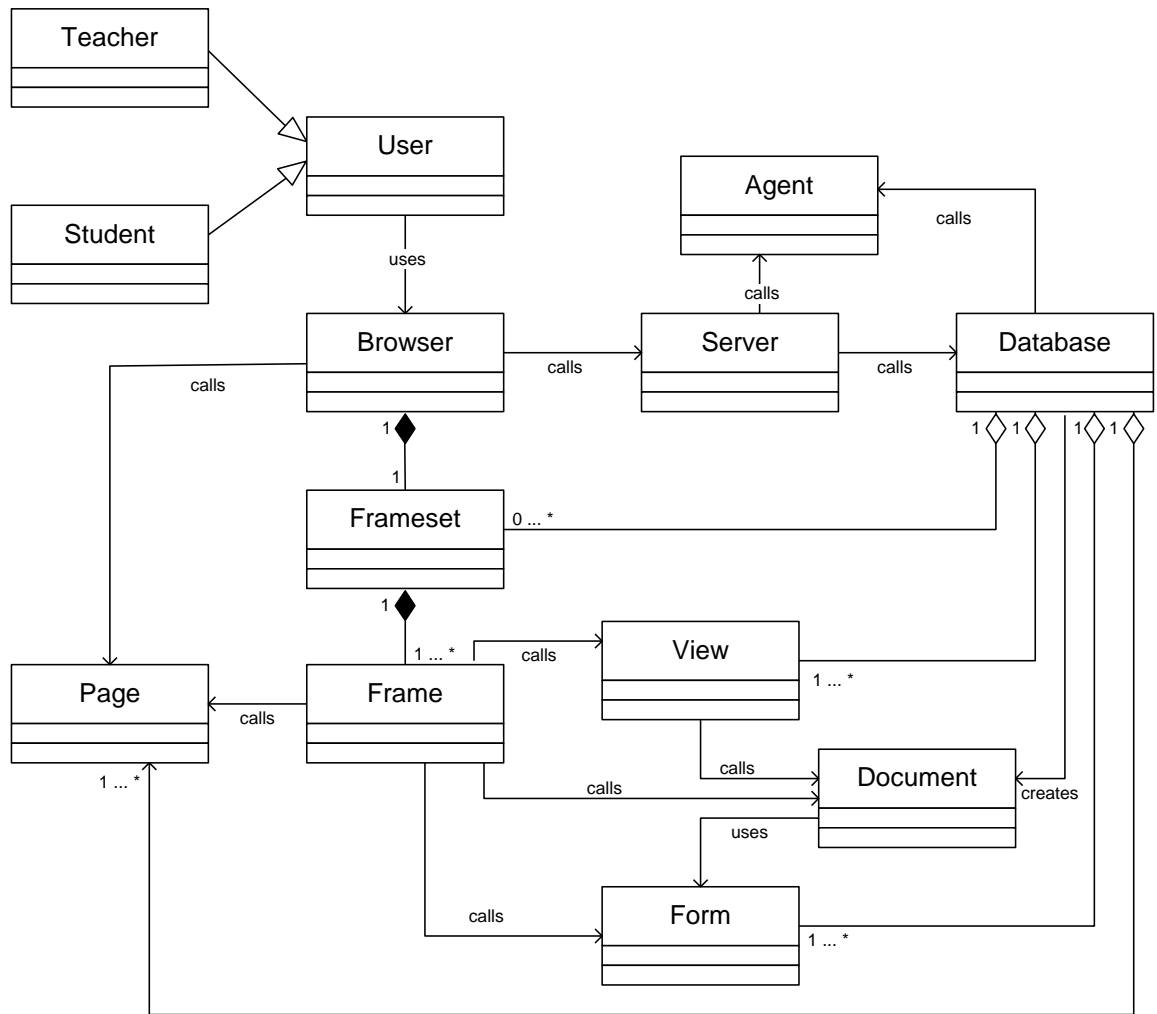 Teacher
User
Agent
Student
calls
uses
calls
Browser
Server
Database
calls
calls
calls
1
1
1
1
1
1
Frameset
0 ... *
1
View
1 ... *
calls
Page
Frame
1 ... *
calls
1 ... *
calls
Document
calls
creates
uses
Form
calls
1 ... *